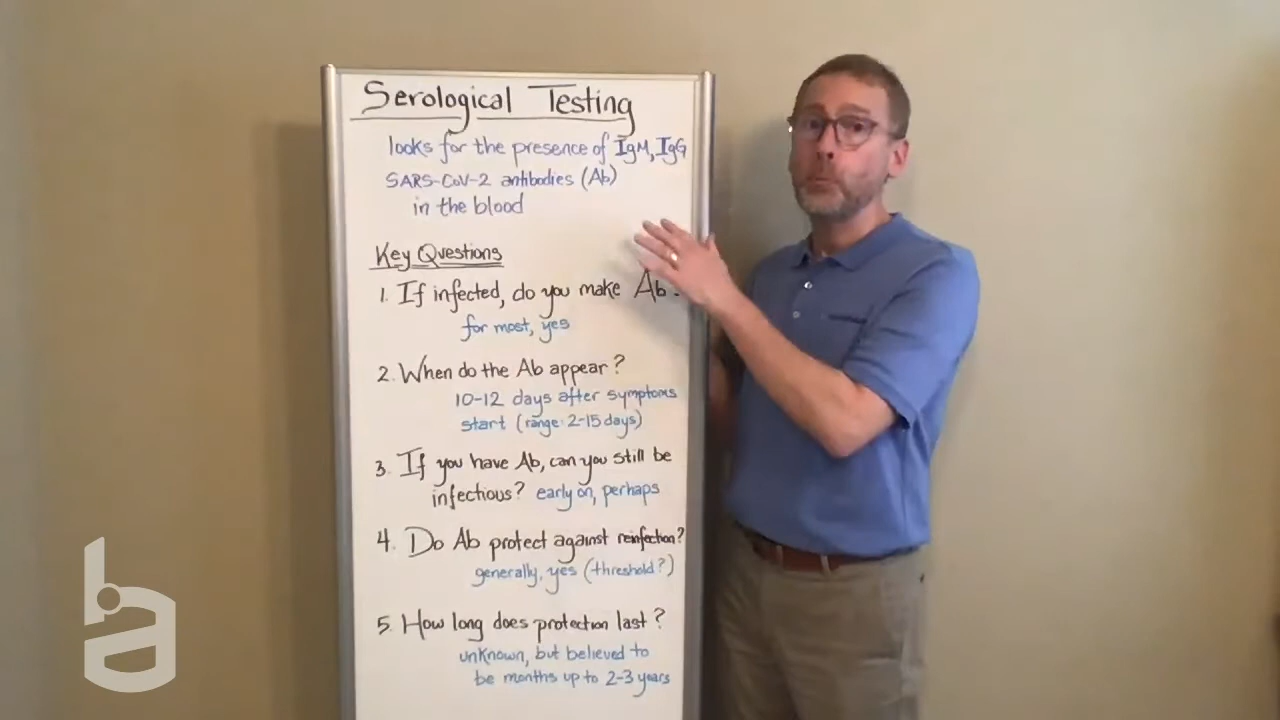 Serological Testing
looks for the presence of IgM, IgG
SARS-CoV-2 antibodies (Ab)
in the blood
Key Questions
1. If infected, do you make Ab?
for most, yes
2. When do the Ab appear?
10-12 days after symptoms
start (range: 2-15 days)
3. If you have Ab, can you still be
infectious? early on, perhaps
4. Do Ab protect against reinfection?
generally, yes (threshold?)
5. How long does protection last?
unknown, but believed to
be months up to 2-3 years
ba